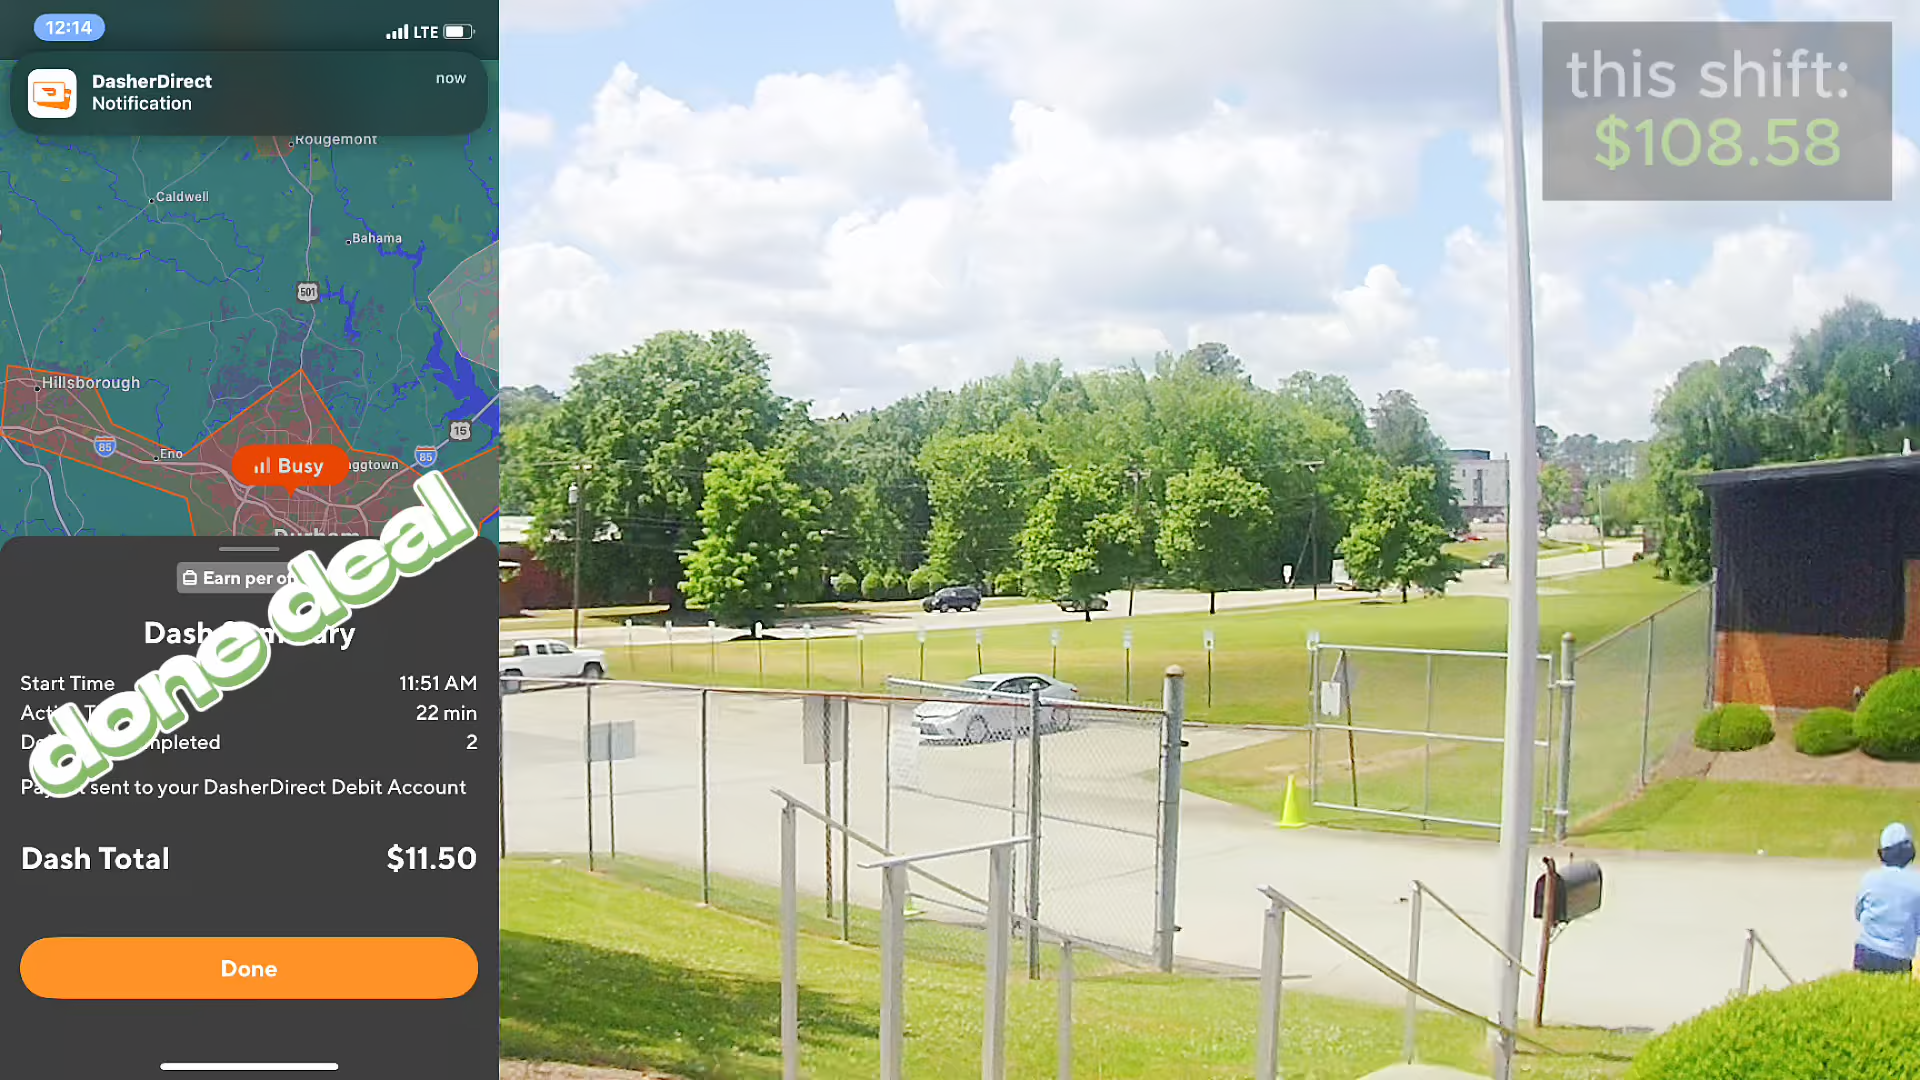 12:14
LTE
DasherDirect
now
Notification
Rougemont
Caldwell
Bahama
501
Hillsborough
15
85
Eno
Busy
85
Earn per
Dash
done deal
Start Time
11:51 AM
22 min
2
sent to your DasherDirect Debit Account
Dash Total
$11.50
Done
this shift:
$108.58